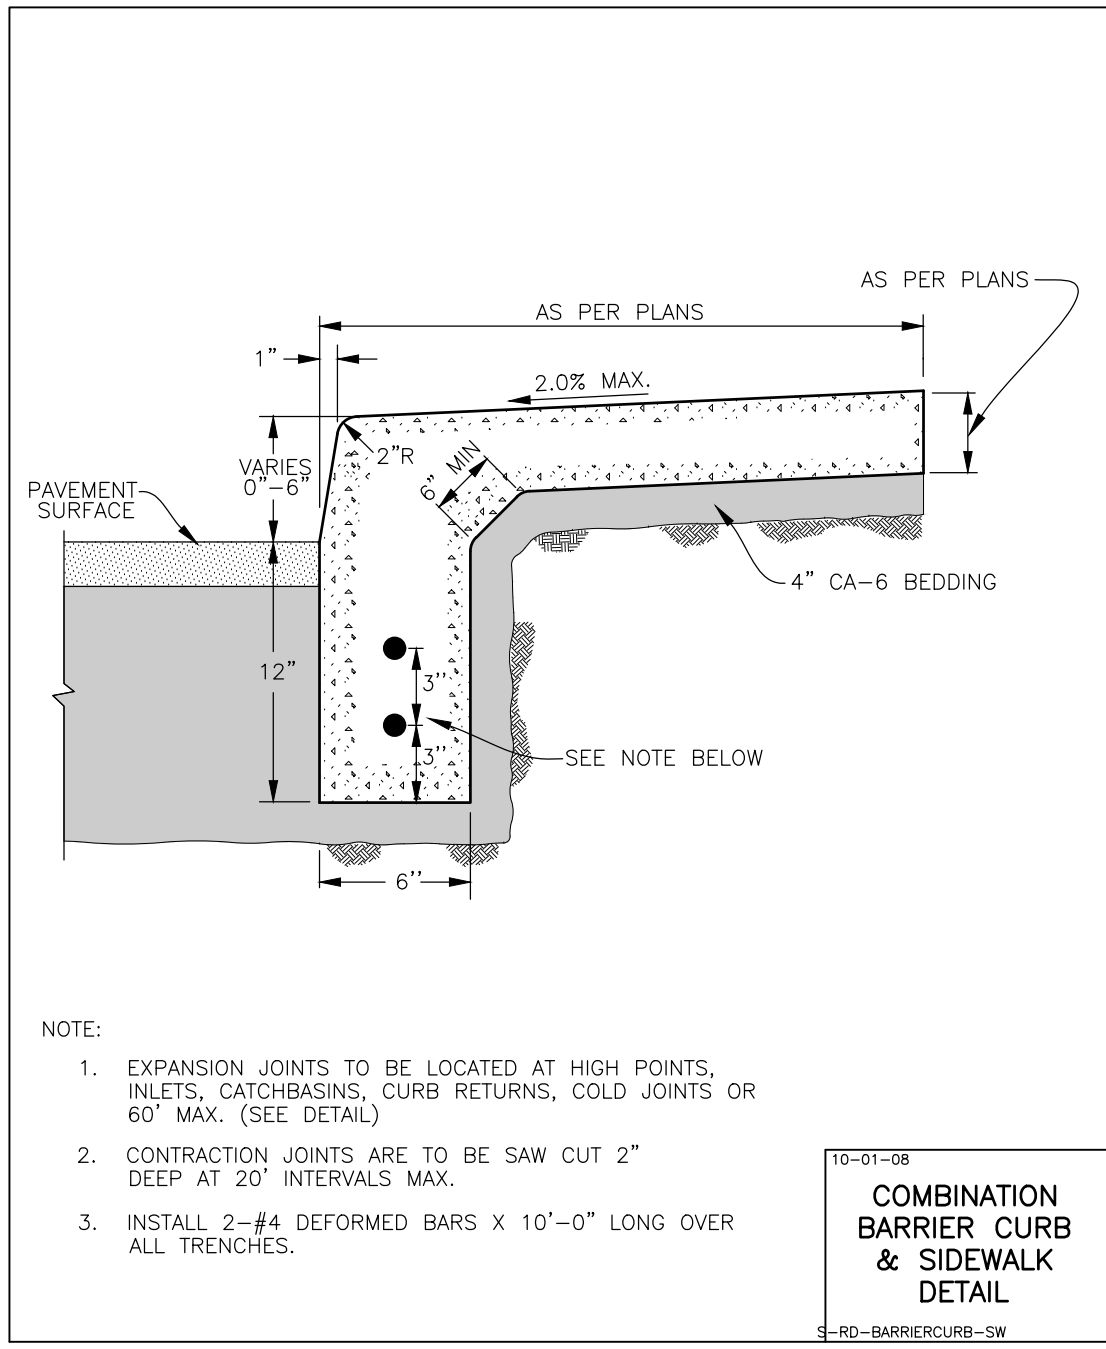 AS PER PLANS
AS PER PLANS
1"
2.0% MAX.
VARIES
0"-6"
2"R
6" MIN
PAVEMENT
SURFACE
4" CA-6 BEDDING
12"
3''
3''
SEE NOTE BELOW
6''
NOTE:
1. EXPANSION JOINTS TO BE LOCATED AT HIGH POINTS,
INLETS, CATCHBASINS, CURB RETURNS, COLD JOINTS OR
60' MAX. (SEE DETAIL)
2. CONTRACTION JOINTS ARE TO BE SAW CUT 2"
DEEP AT 20' INTERVALS MAX.
3. INSTALL 2-#4 DEFORMED BARS X 10'-0" LONG OVER
ALL TRENCHES.
10-01-08
COMBINATION
BARRIER CURB
& SIDEWALK
DETAIL
S-RD-BARRIERCURB-SW